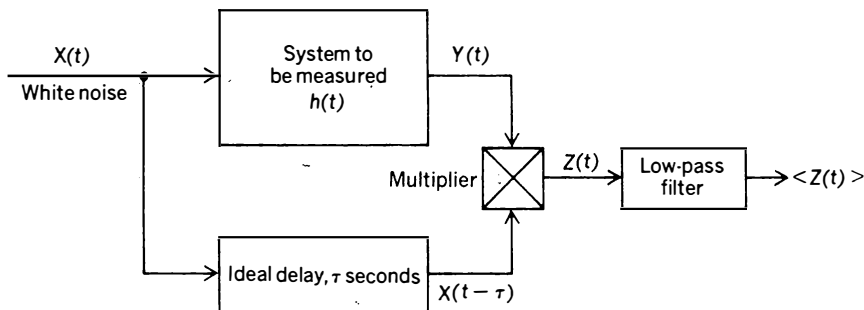 X(t)
White noise
System to
be measured
h(t)
Y(t)
Multiplier
Z(t)
Low-pass
filter
<Z(t)>
Ideal delay, τ seconds
X(t − τ)